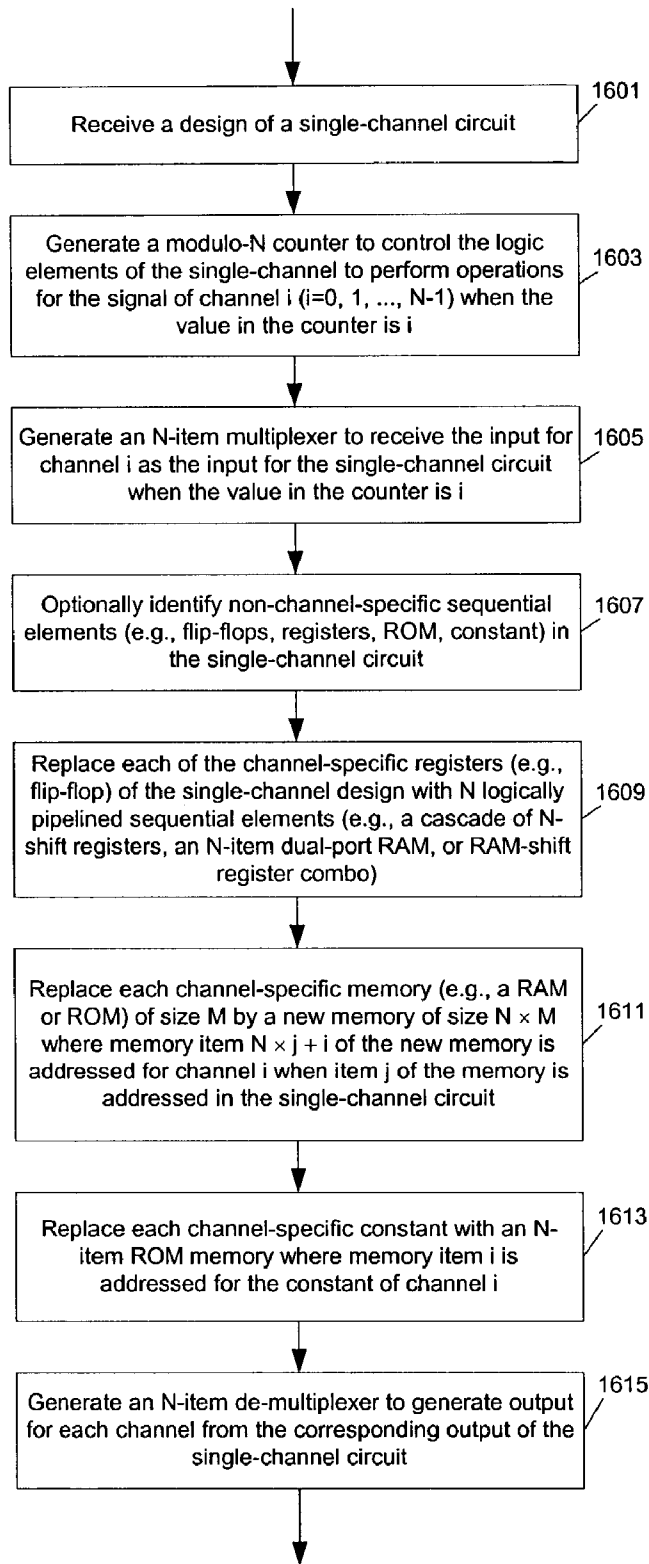 1601
Receive a design of a single-channel circuit
1603
Generate a modulo-N counter to control the logic
elements of the single-channel to perform operations
for the signal of channel i (i=0, 1, ..., N-1) when the
value in the counter is i
1605
Generate an N-item multiplexer to receive the input for
channel i as the input for the single-channel circuit
when the value in the counter is i
1607
Optionally identify non-channel-specific sequential
elements (e.g., flip-flops, registers, ROM, constant) in
the single-channel circuit
1609
Replace each of the channel-specific registers (e.g.,
flip-flop) of the single-channel design with N logically
pipelined sequential elements (e.g., a cascade of N-
shift registers, an N-item dual-port RAM, or RAM-shift
register combo)
1611
Replace each channel-specific memory (e.g., a RAM
or ROM) of size M by a new memory of size N × M
where memory item N × j + i of the new memory is
addressed for channel i when item j of the memory is
addressed in the single-channel circuit
1613
Replace each channel-specific constant with an N-
item ROM memory where memory item i is
addressed for the constant of channel i
1615
Generate an N-item de-multiplexer to generate output
for each channel from the corresponding output of the
single-channel circuit